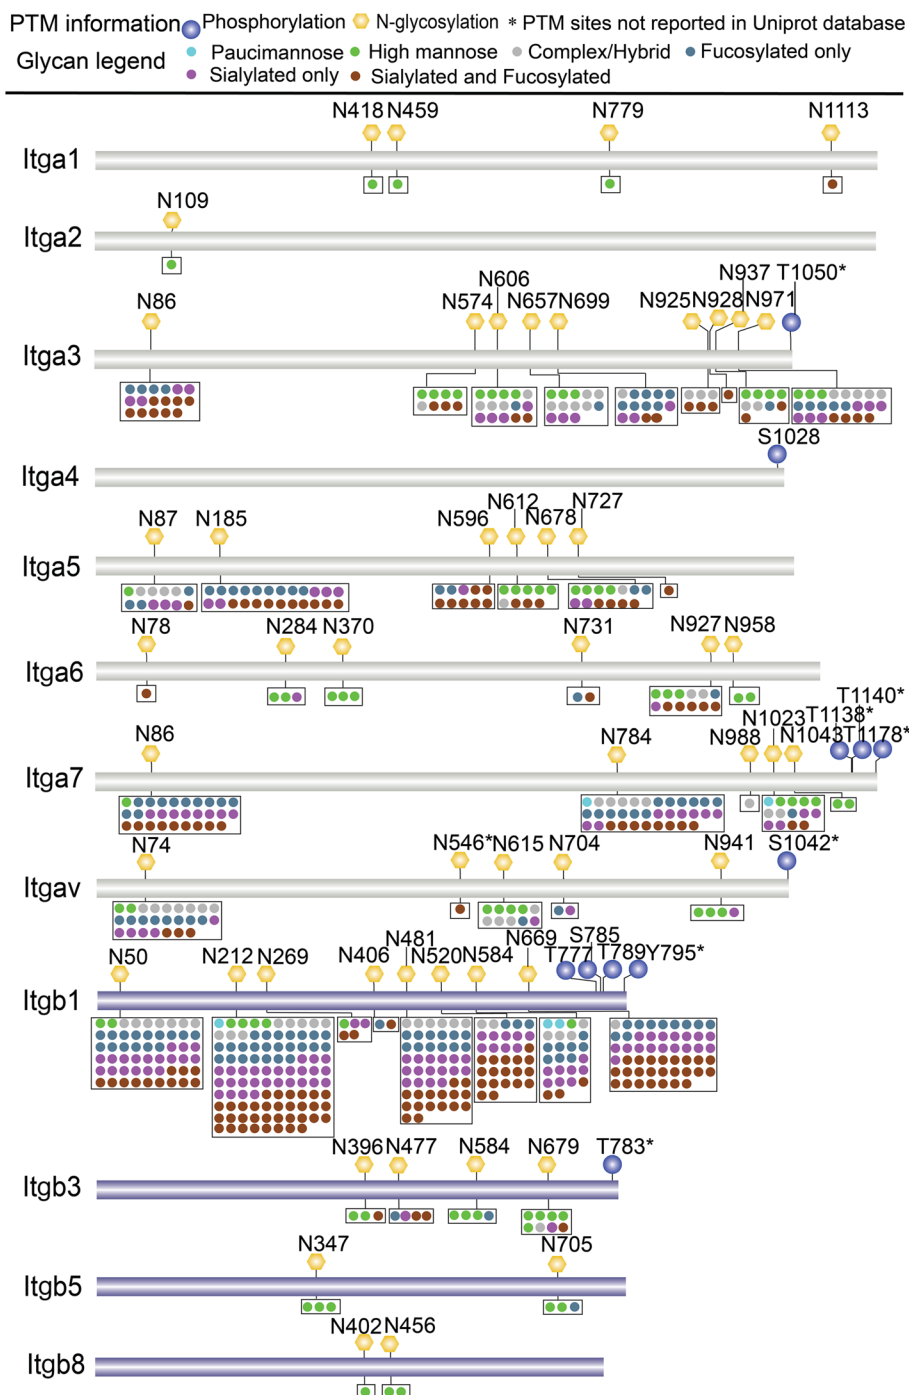 PTM information Phosphorylation N-glycosylation * PTM sites not reported in Uniprot database
Glycan legend Paucimannose High mannose Complex/Hybrid Fucosylated only
Sialylated only Sialylated and Fucosylated
N418 N459 N779 N1113
Itga1
N109
Itga2
N606 N937 T1050*
N86 N574 N657 N699 N925 N928 N971
Itga3
S1028
Itga4
N612 N727
N87 N185 N596 N678
Itga5
N78 N284 N370 N731 N927 N958
Itga6
T1140*
N1023 T1138*
N86 N784 N988 N1043 T1178*
Itga7
N74 N546* N615 N704 N941 S1042*
Itgav
N481 N669 S785
N50 N212 N269 N406 N520 N584 T777 T789 Y795*
Itgb1
N396 N477 N584 N679 T783*
Itgb3
N347 N705
Itgb5
N402 N456
Itgb8